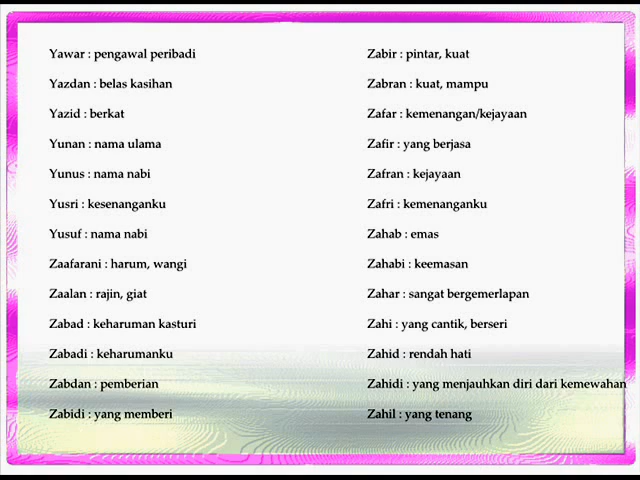 Yawar : pengawal peribadi
Yazdan : belas kasihan
Yazid : berkat
Yunan : nama ulama
Yunus : nama nabi
Yusri : kesenanganku
Yusuf : nama nabi
Zaafarani : harum, wangi
Zaalan : rajin, giat
Zabad : keharuman kasturi
Zabadi : keharumanku
Zabdan : pemberian
Zabidi : yang memberi
Zabir : pintar, kuat
Zabran : kuat, mampu
Zafar : kemenangan/kejayaan
Zafir : yang berjasa
Zafran : kejayaan
Zafri : kemenanganku
Zahab : emas
Zahabi : keemasan
Zahar : sangat bergemerlapan
Zahi : yang cantik, berseri
Zahid : rendah hati
Zahidi : yang menjauhkan diri dari kemewahan
Zahil : yang tenang